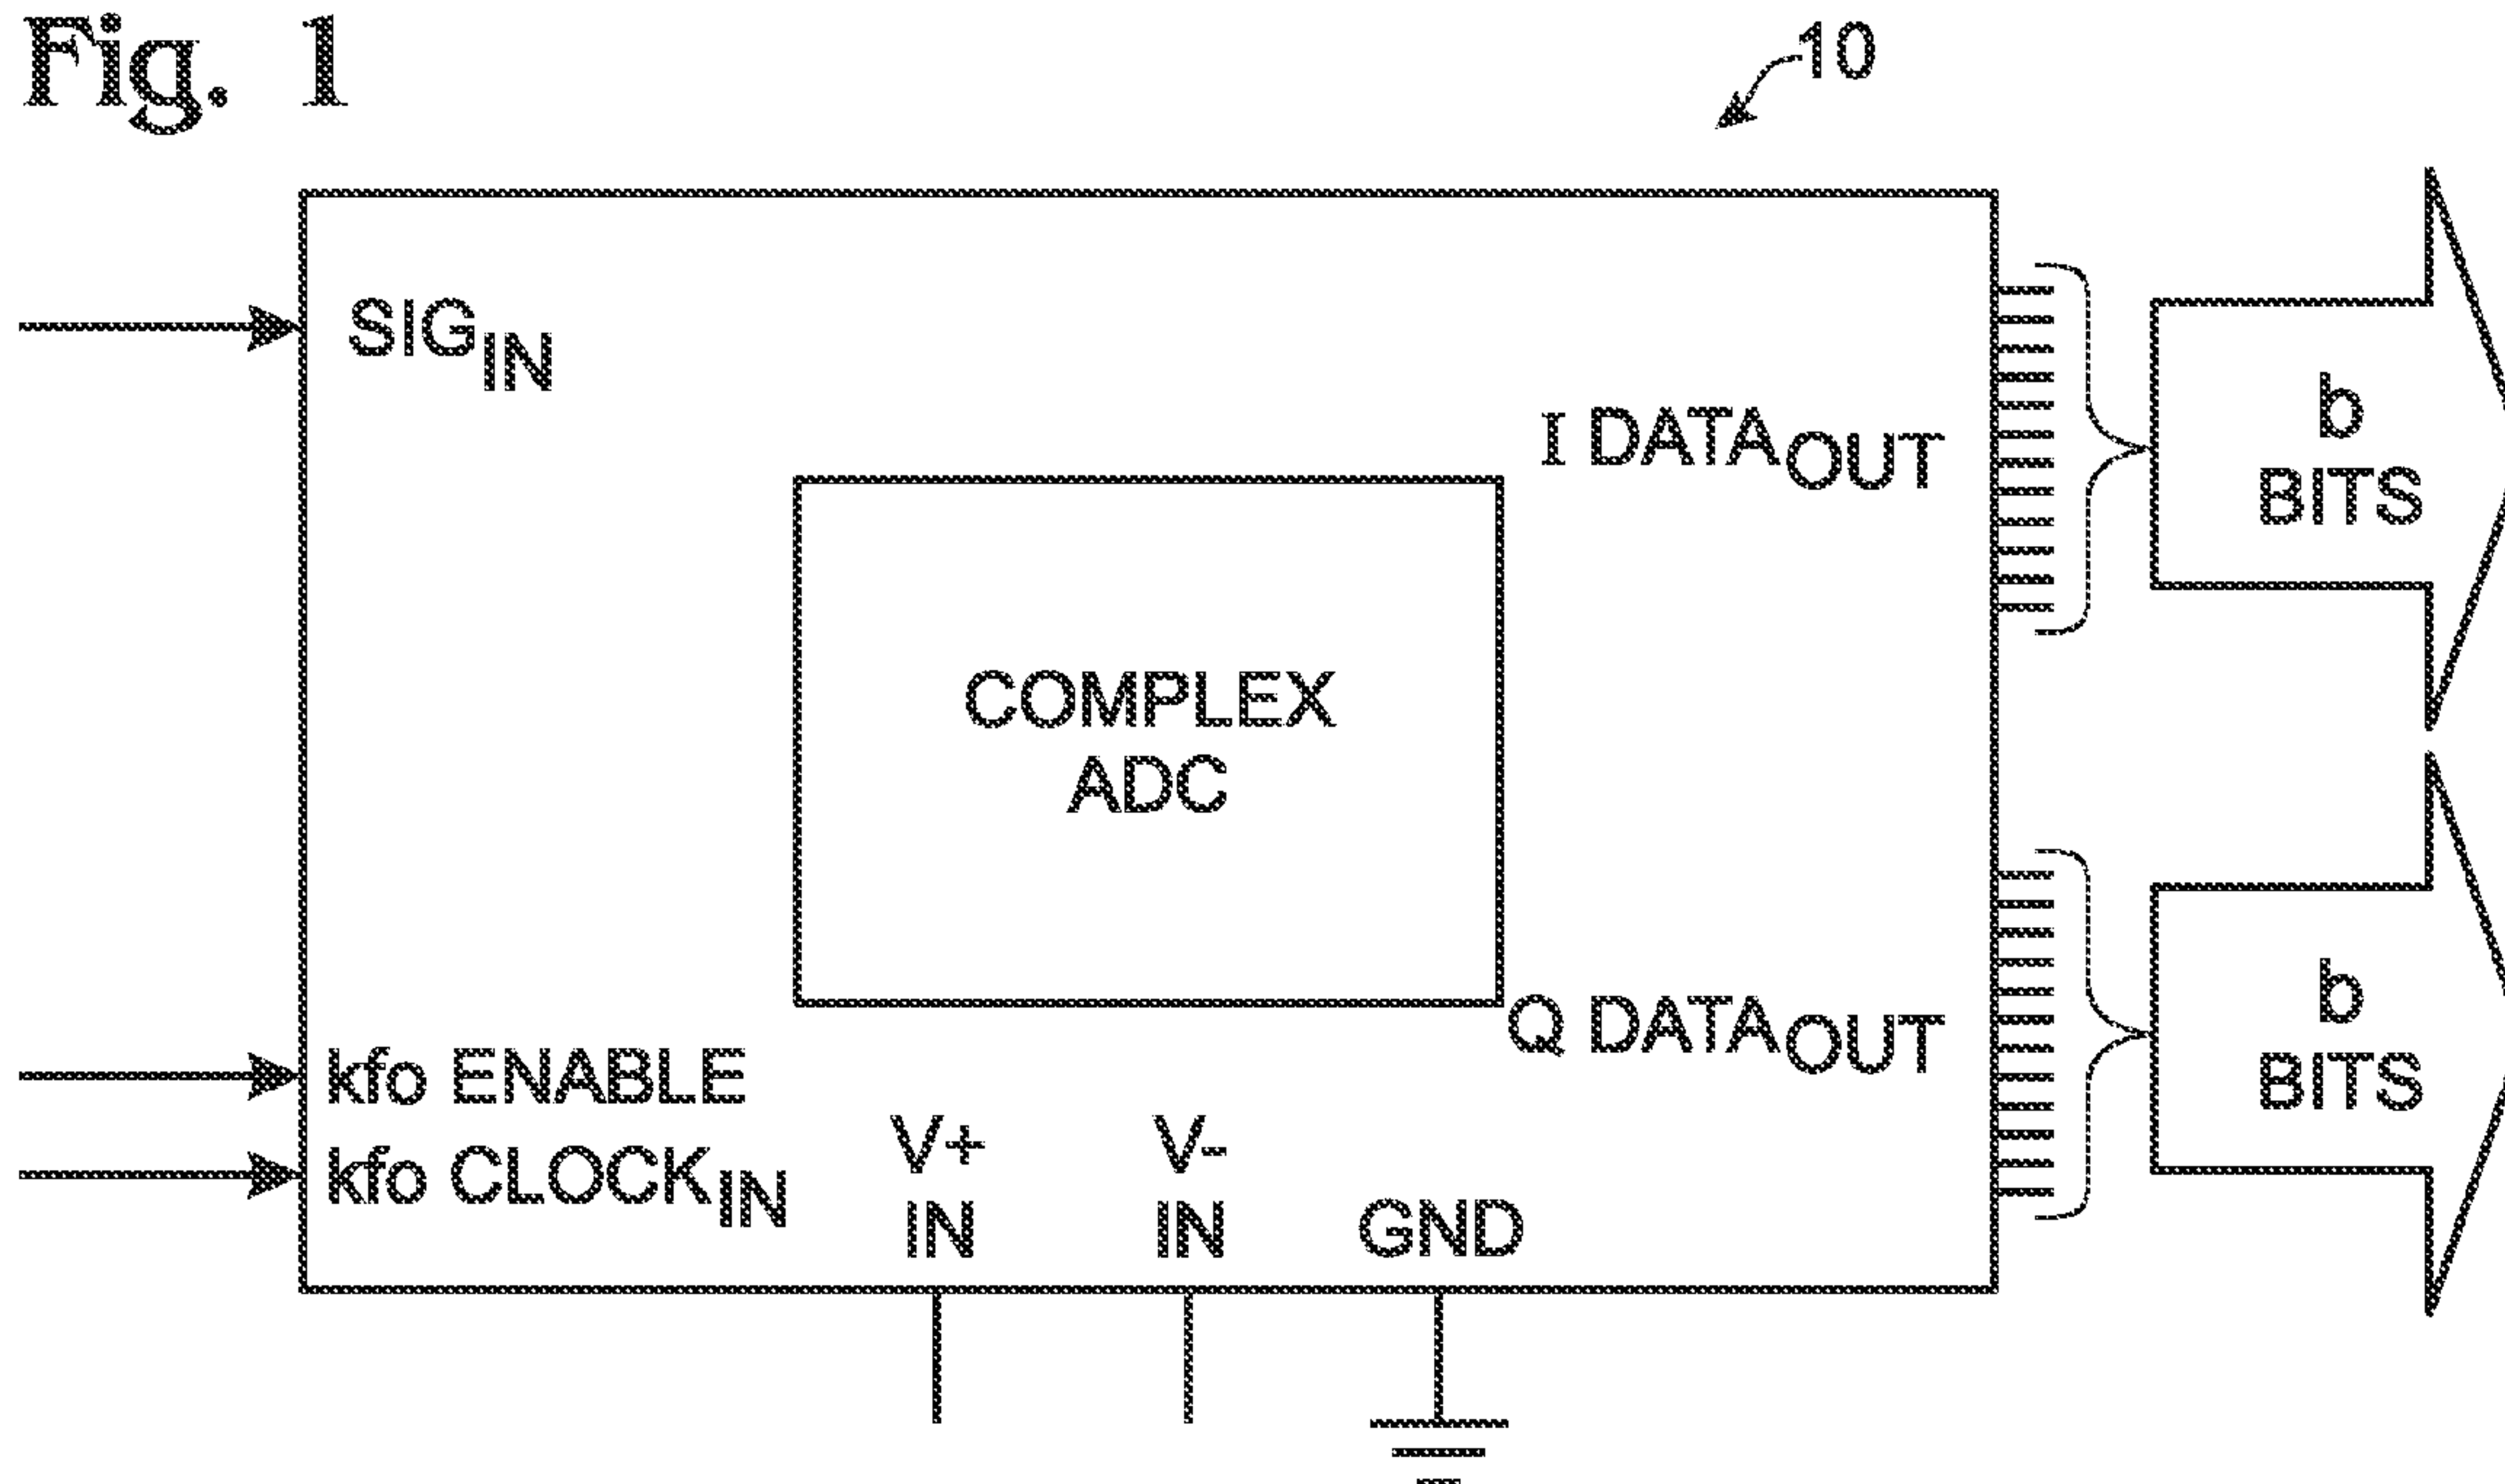 Fig. 1
10
SIGIN
I DATAOUT
b
BITS
COMPLEX
ADC
Q DATAOUT
b
BITS
kfo ENABLE
kfo CLOCKIN
V+
IN
V-
IN
GND